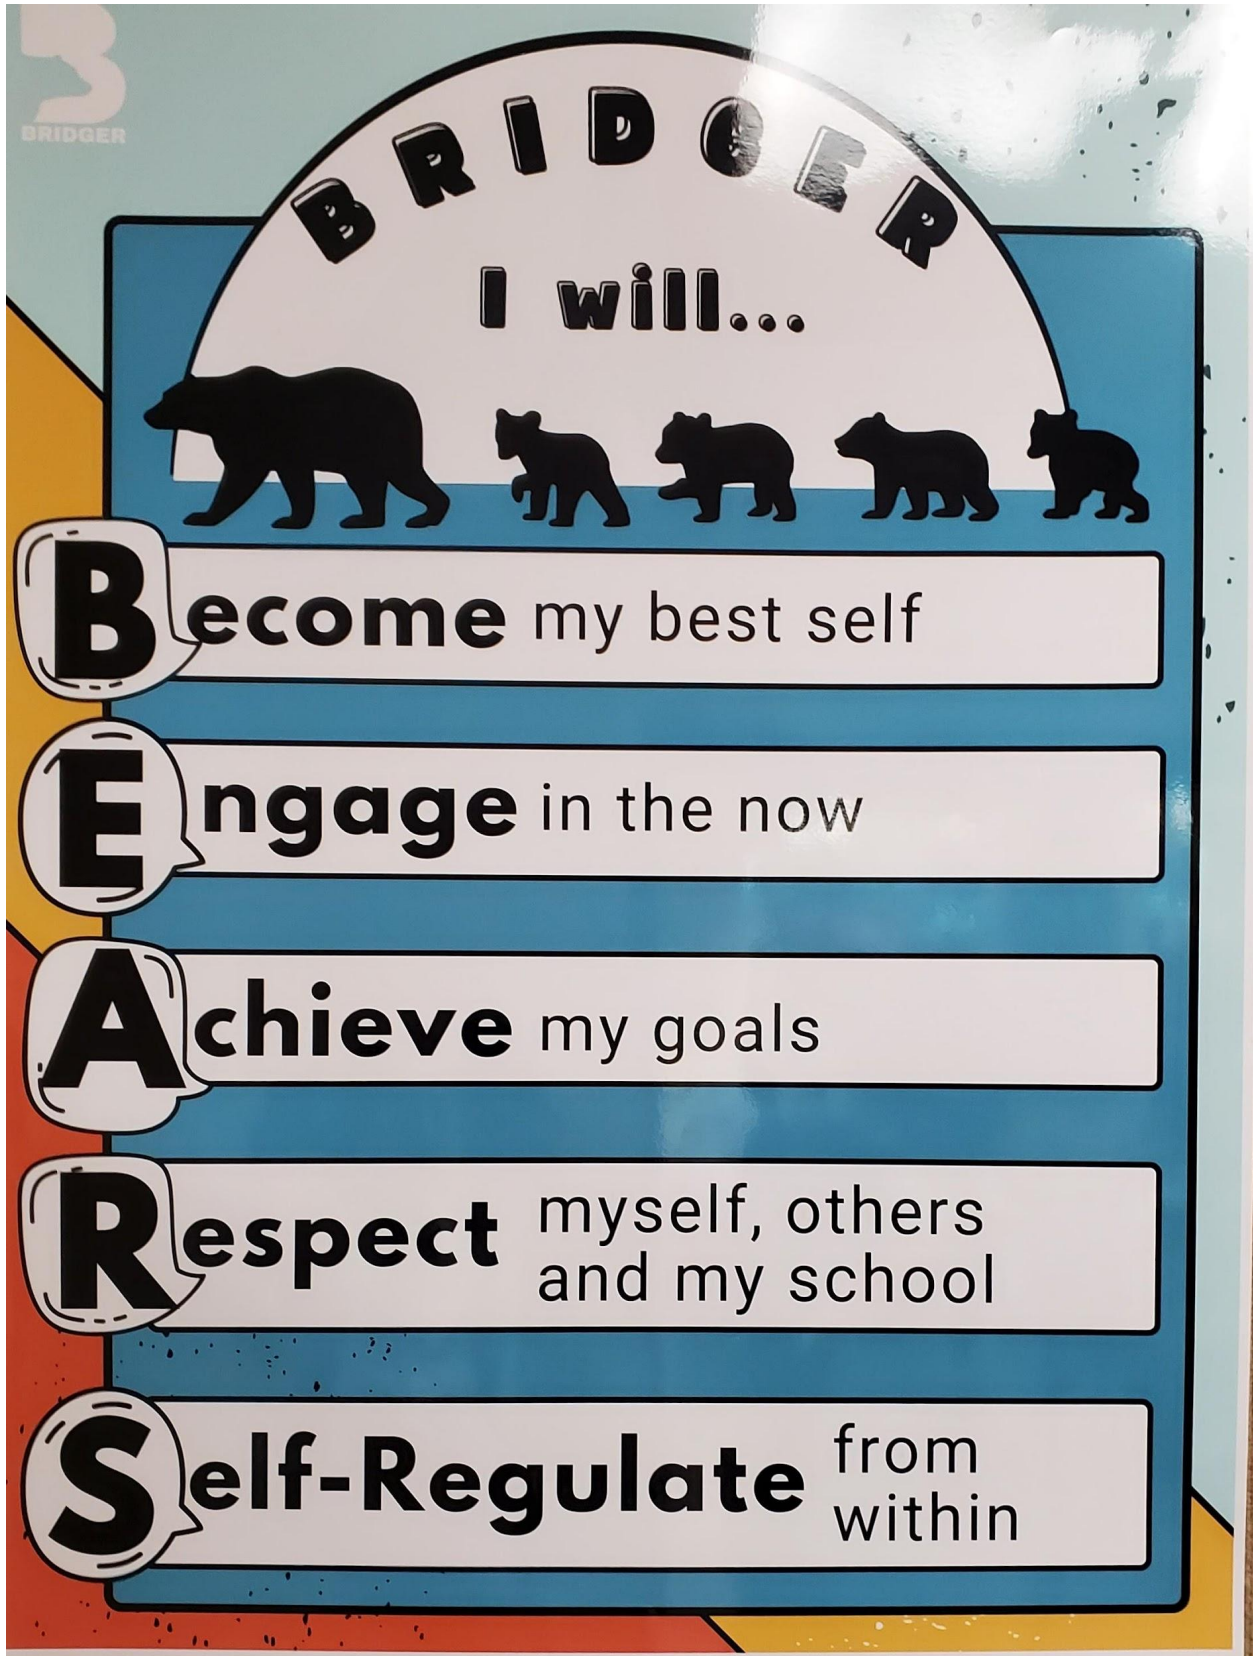 BRIDGER
BRIDGER
I will...
Become my best self
Engage in the now
Achieve my goals
Respect myself, others
and my school
Self-Regulate from
within